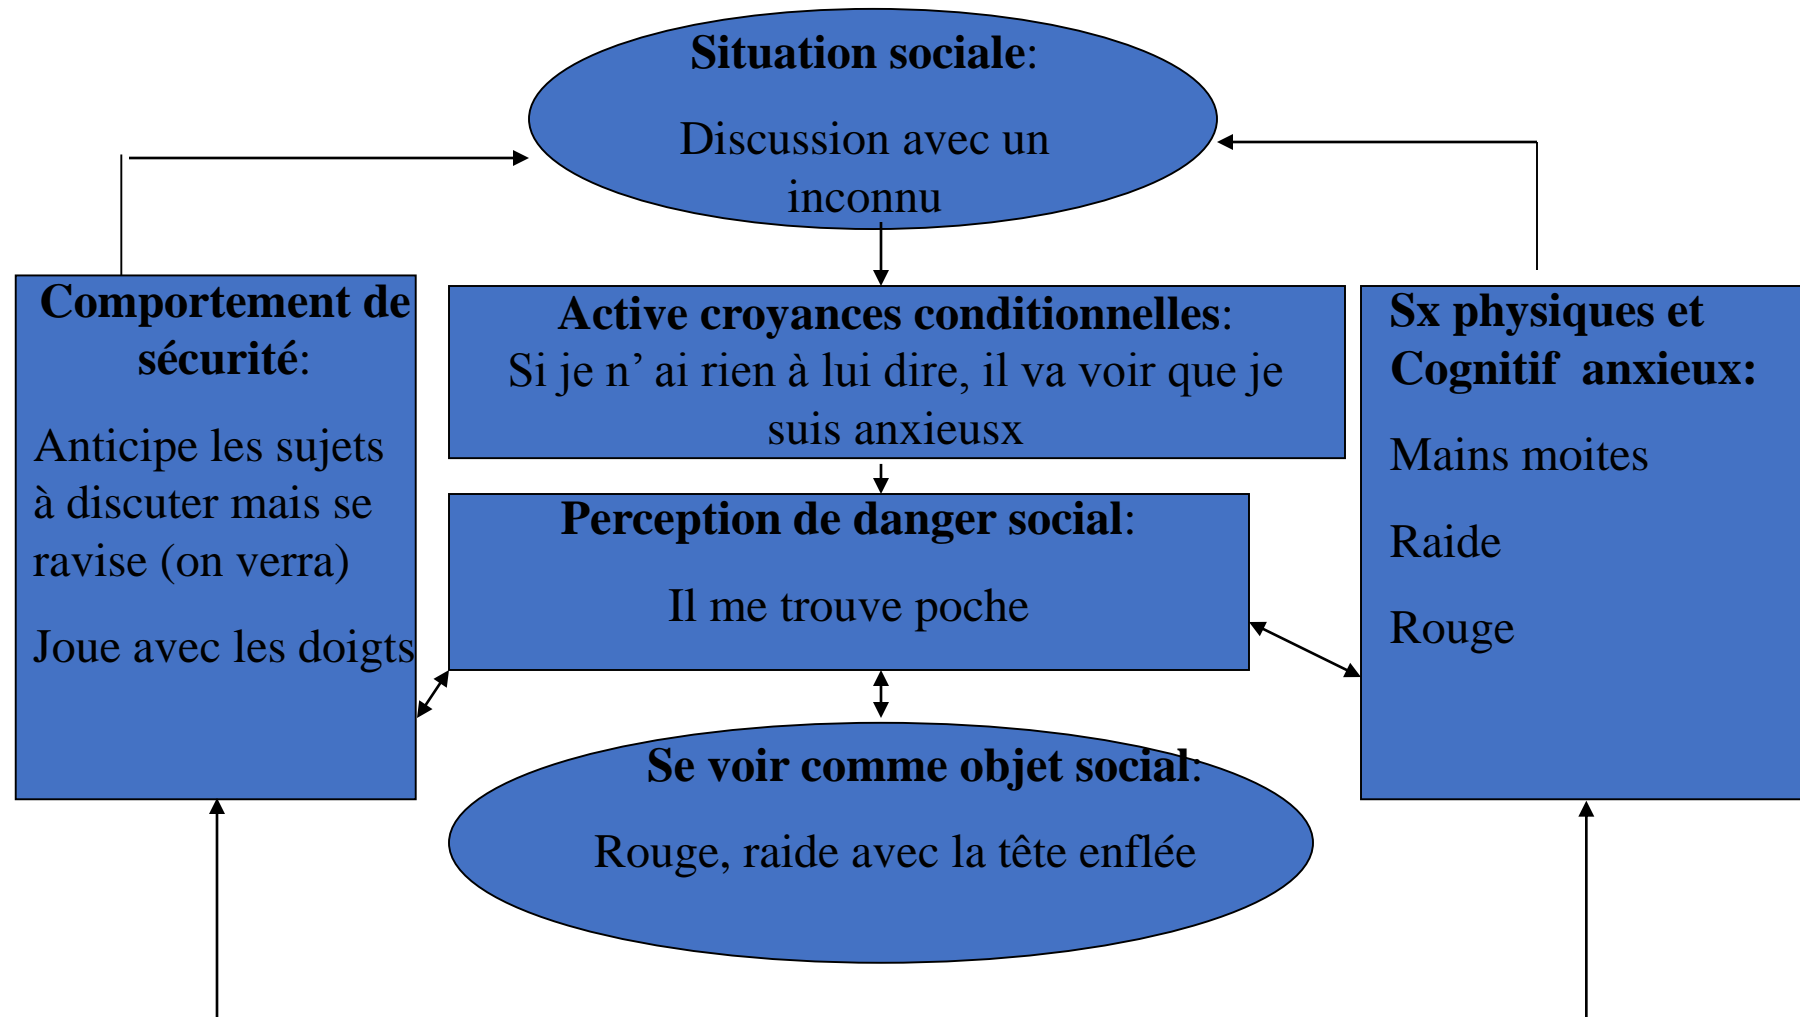 Situation sociale:
Discussion avec un
inconnu
Comportement de
sécurité:
Anticipe les sujets
à discuter mais se
ravise (on verra)
Joue avec les doigts
Active croyances conditionnelles:
Si je n’ ai rien à lui dire, il va voir que je
suis anxieusx
Perception de danger social:
Il me trouve poche
Se voir comme objet social:
Rouge, raide avec la tête enflée
Sx physiques et
Cognitif  anxieux:
Mains moites
Raide
Rouge